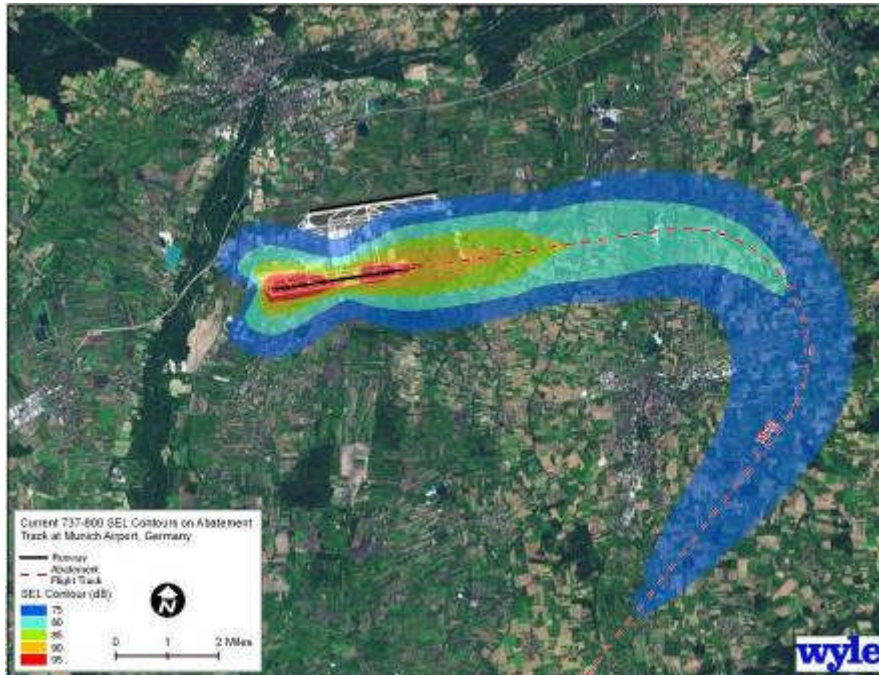 Current 737-800 SEL Contours on Abatement
Track at Munich Airport, Germany
Runway
Abatement
Flight Track
SEL Contour (dB)
75
80
85
90
95
N
0 1 2 Miles
wyle